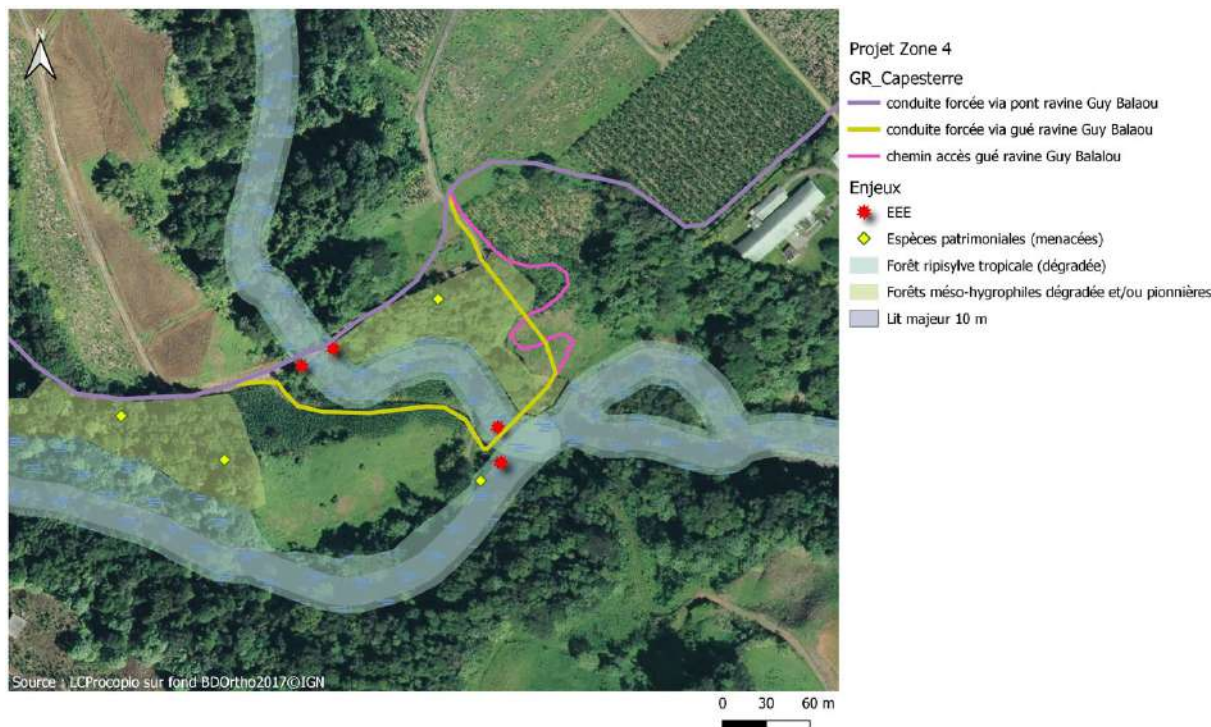 N
Projet Zone 4
GR_Capesterre
conduite forcée via pont ravine Guy Balaou
conduite forcée via gué ravine Guy Balaou
chemin accès gué ravine Guy Balalou
Enjeux
EEE
Espèces patrimoniales (menacées)
Forêt ripisylve tropicale (dégradée)
Forêts méso-hygrophiles dégradée et/ou pionnières
Lit majeur 10 m
Source : LCProcopio sur fond BDOrtho2017©IGN
0 30 60 m